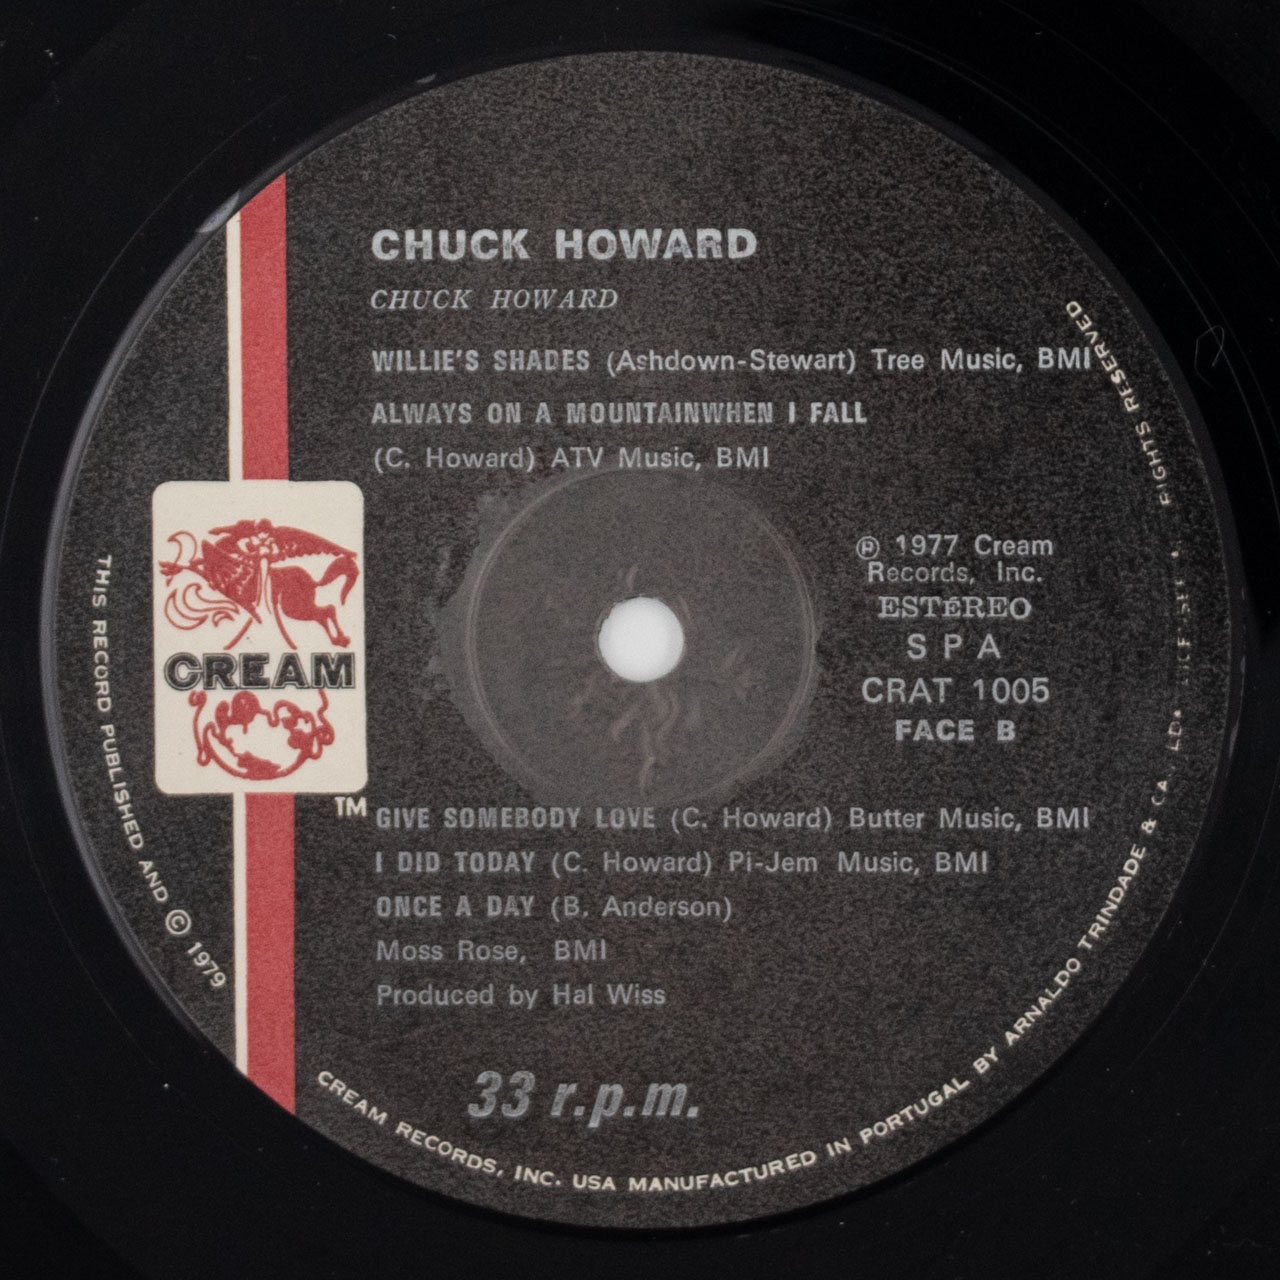 CHUCK HOWARD
CHUCK HOWARD
WILLIE'S SHADES (Ashdown-Stewart) Tree Music, BMI
ALWAYS ON A MOUNTAINWHEN I FALL
(C. Howard) ATV Music, BMI
℗ 1977 Cream
Records, Inc.
ESTÉREO
S P A
CRAT 1005
FACE B
CREAM
TM
GIVE SOMEBODY LOVE (C. Howard) Butter Music, BMI
I DID TODAY (C. Howard) Pi-Jem Music, BMI
ONCE A DAY (B. Anderson)
Moss Rose, BMI
Produced by Hal Wiss
33 r.p.m.
THIS RECORD PUBLISHED AND © 1979
CREAM RECORDS, INC. USA MANUFACTURED IN PORTUGAL BY ARNALDO TRINDADE & CA. LDA RIGHTS RESERVED